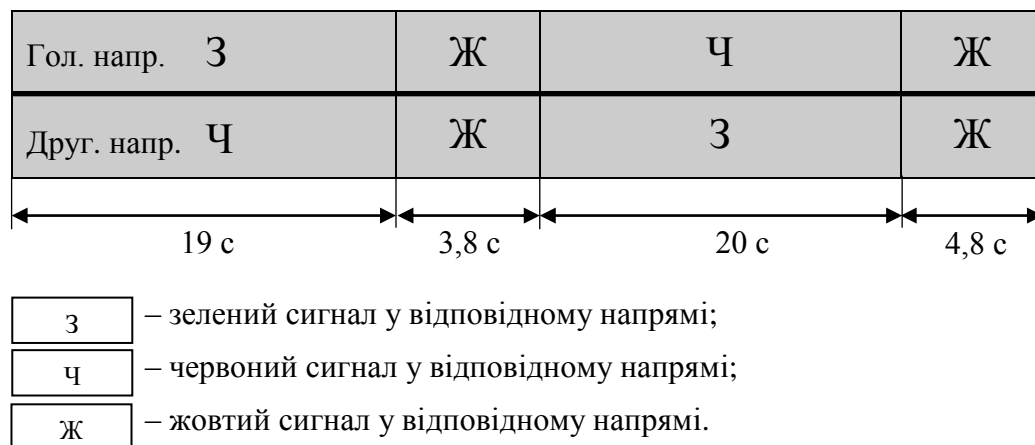 Гол. напр. З Ж Ч Ж
Друг. напр. Ч Ж З Ж
19 с 3,8 с 20 с 4,8 с
З – зелений сигнал у відповідному напрямі;
Ч – червоний сигнал у відповідному напрямі;
Ж – жовтий сигнал у відповідному напрямі.